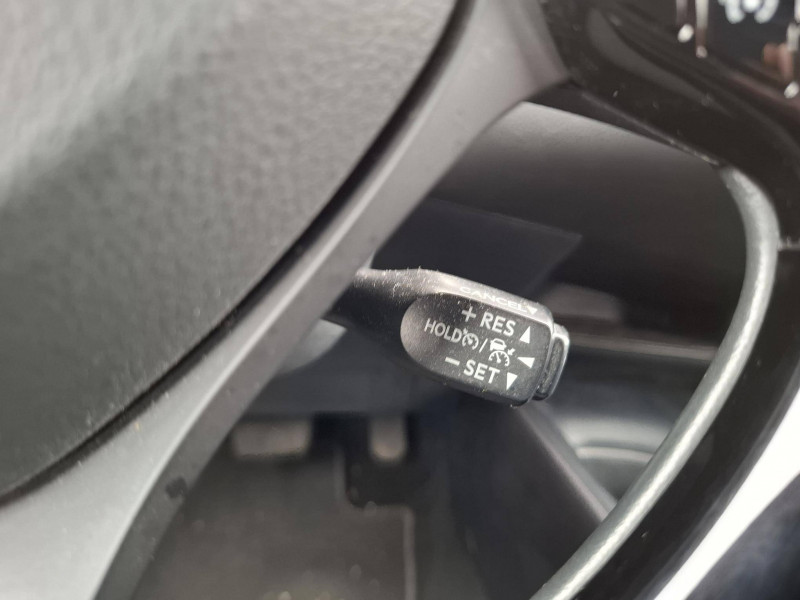 CANCEL
+ RES
HOLD /
− SET